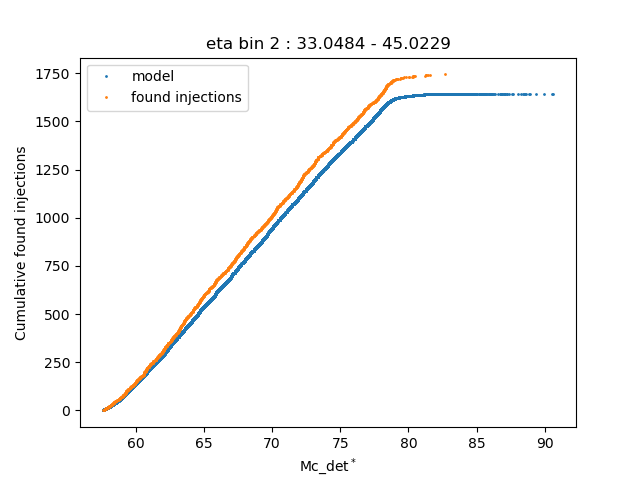 eta bin 2 : 33.0484 - 45.0229
model
found injections
1750
1500
1250
1000
750
500
250
0
Cumulative found injections
60 65 70 75 80 85 90
Mc_det*